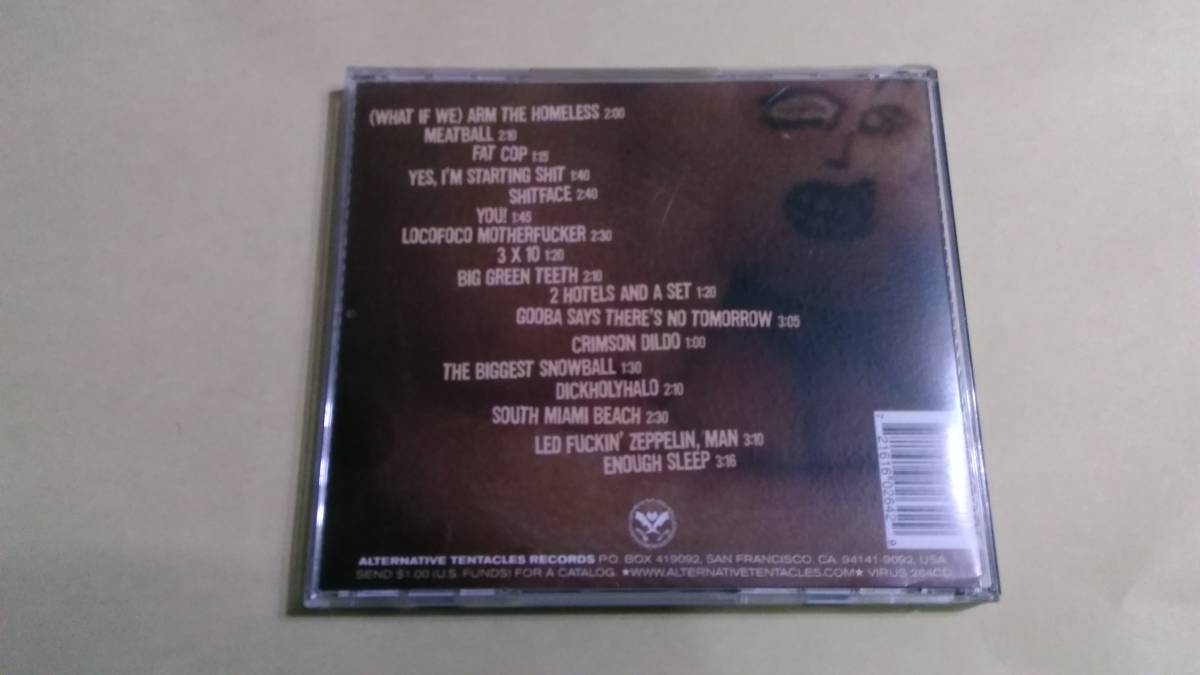 (WHAT IF WE) ARM THE HOMELESS 2:00
MEATBALL 2:10
FAT COP 1:15
YES, I'M STARTING SHIT 1:40
SHITFACE 2:40
YOU! 1:45
LOCOFOCO MOTHERFUCKER 2:30
3 X 10 1:20
BIG GREEN TEETH 2:10
2 HOTELS AND A SET 1:20
GOOBA SAYS THERE'S NO TOMORROW 3:05
CRIMSON DILDO 1:00
THE BIGGEST SNOWBALL 1:30
DICKHOLYHALO 2:10
SOUTH MIAMI BEACH 2:30
LED FUCKIN' ZEPPELIN, MAN 3:10
ENOUGH SLEEP 3:16
7 21616 02642 9
ALTERNATIVE TENTACLES RECORDS P.O. BOX 419092, SAN FRANCISCO, CA. 94141-9092, USA
SEND $1.00 (U.S. FUNDS) FOR A CATALOG. ★WWW.ALTERNATIVETENTACLES.COM★ VIRUS 264CD